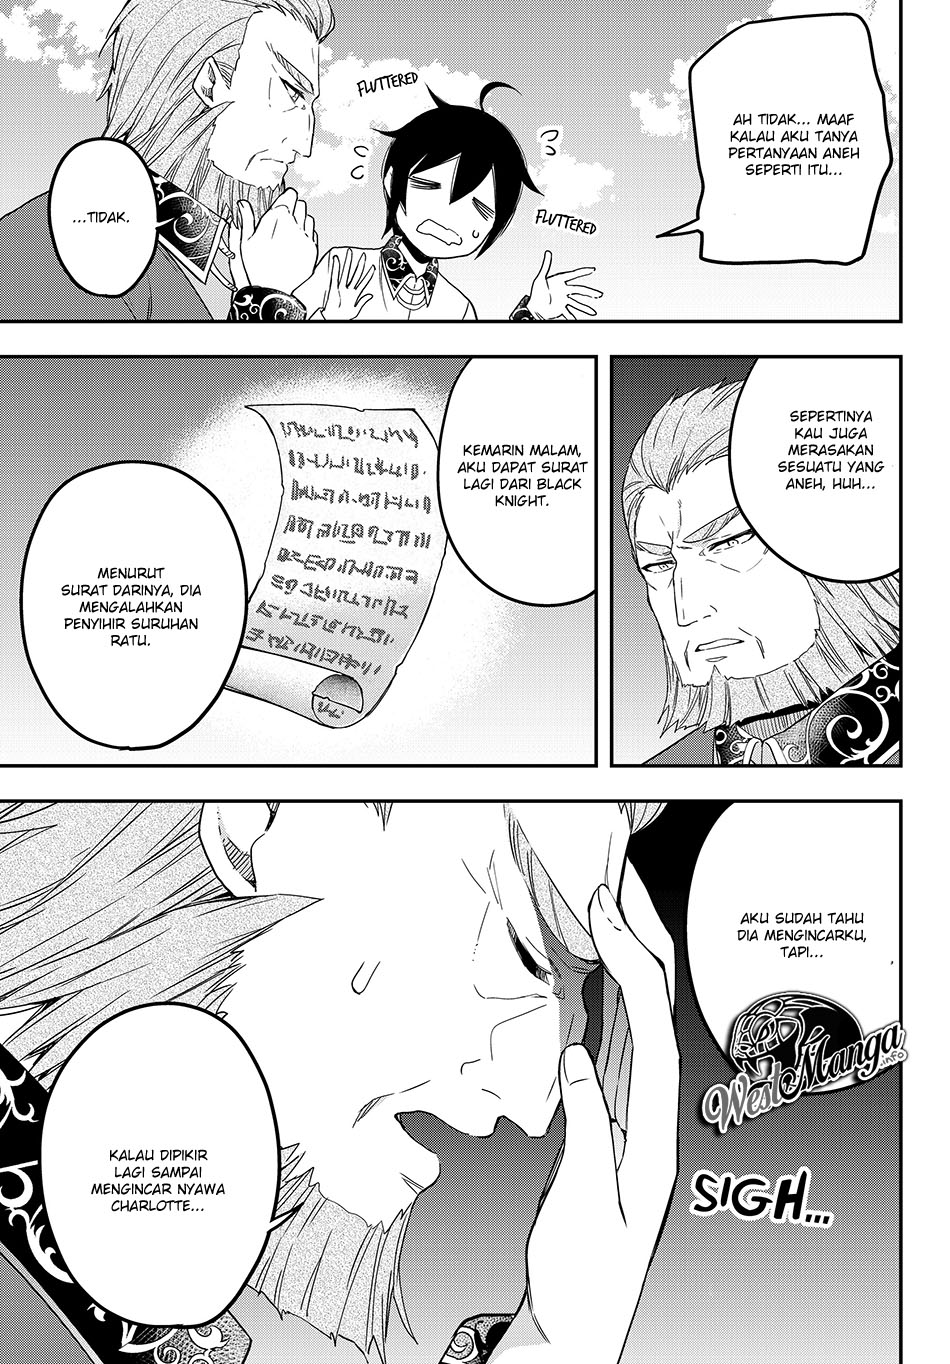 AH TIDAK... MAAF
KALAU AKU TANYA
PERTANYAAN ANEH
SEPERTI ITU...
FLUTTERED
FLUTTERED
...TIDAK.
SEPERTINYA
KAU JUGA
MERASAKAN
SESUATU YANG
ANEH, HUH...
KEMARIN MALAM,
AKU DAPAT SURAT
LAGI DARI BLACK
KNIGHT.
MENURUT
SURAT DARINYA, DIA
MENGALAHKAN
PENYIHIR SURUHAN
RATU.
AKU SUDAH TAHU
DIA MENGINCARKU,
TAPI...
WestManga
.info
SIGH...
KALAU DIPIKIR
LAGI SAMPAI
MENGINCAR NYAWA
CHARLOTTE...